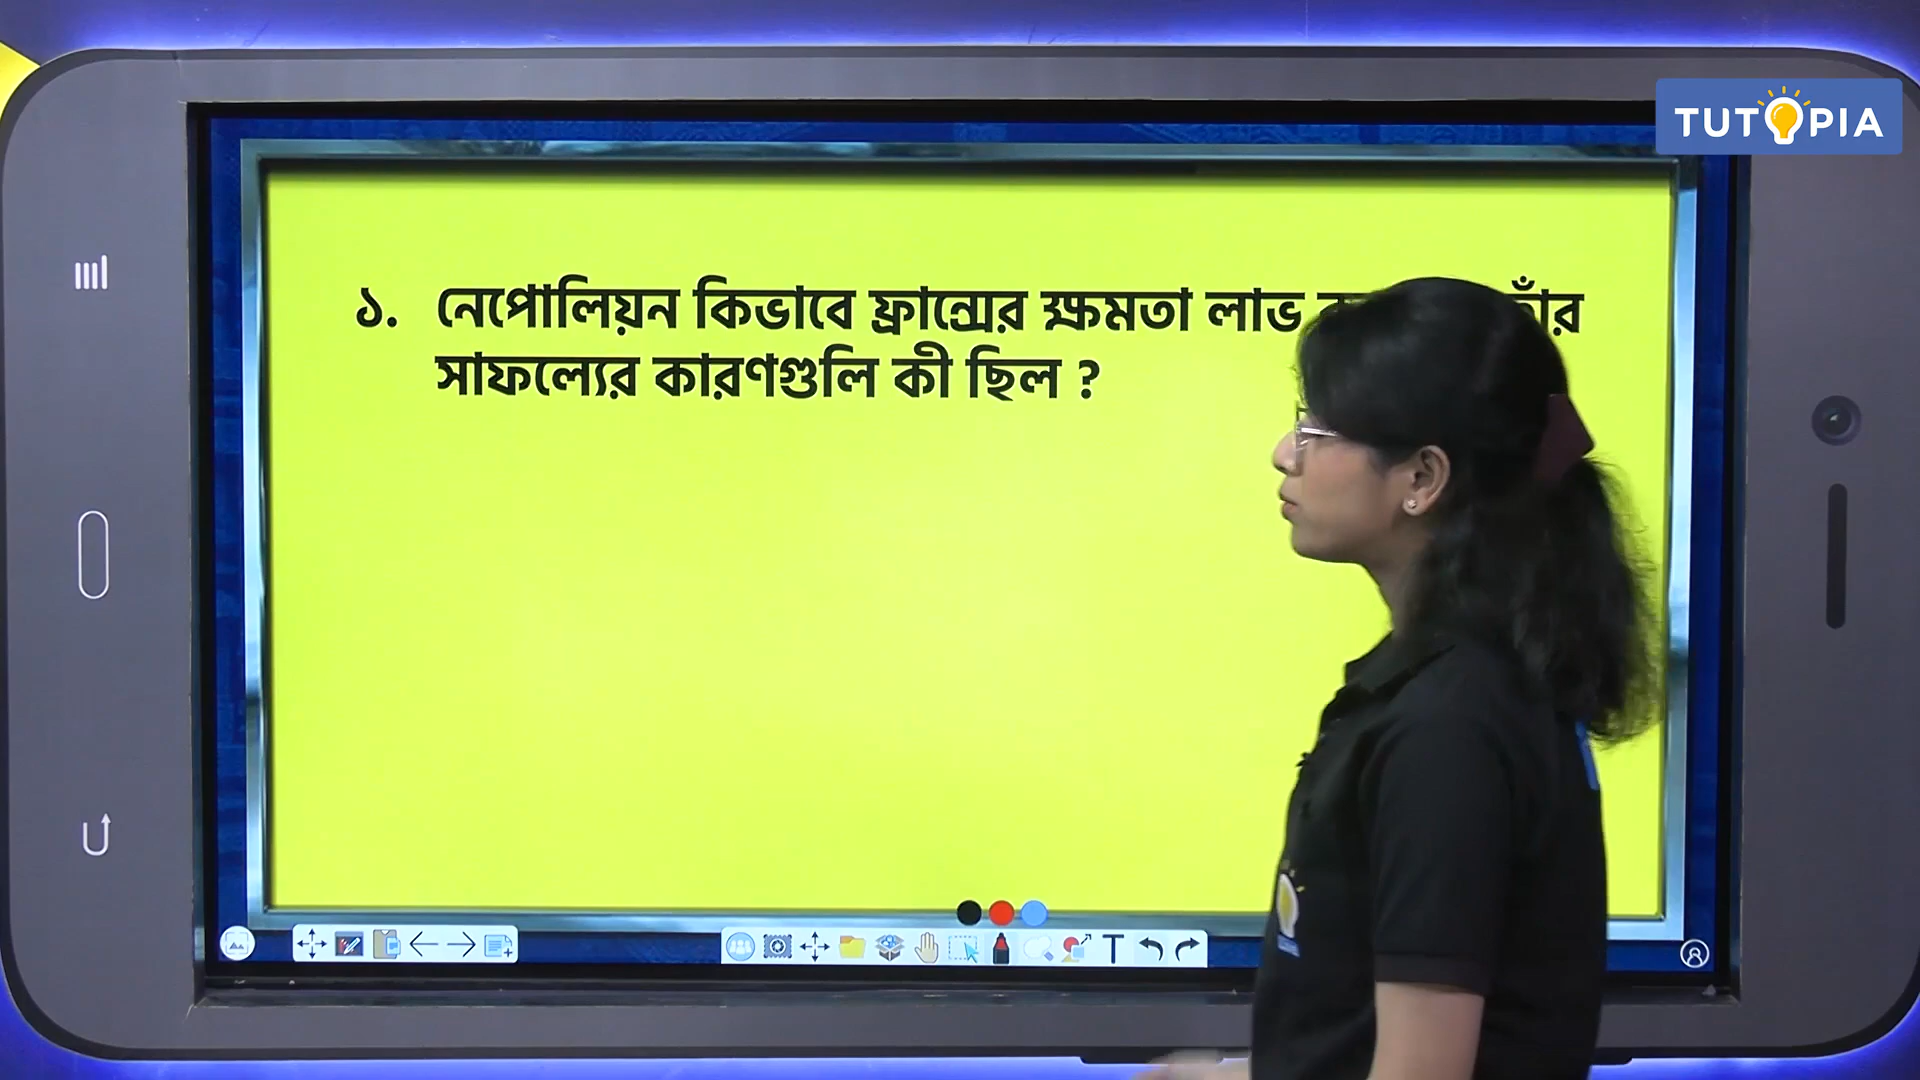 TUTOPIA
১. নেপোলিয়ন কিভাবে ফ্রান্সের ক্ষমতা লাভ তাঁর
সাফল্যের কারণগুলি কী ছিল ?